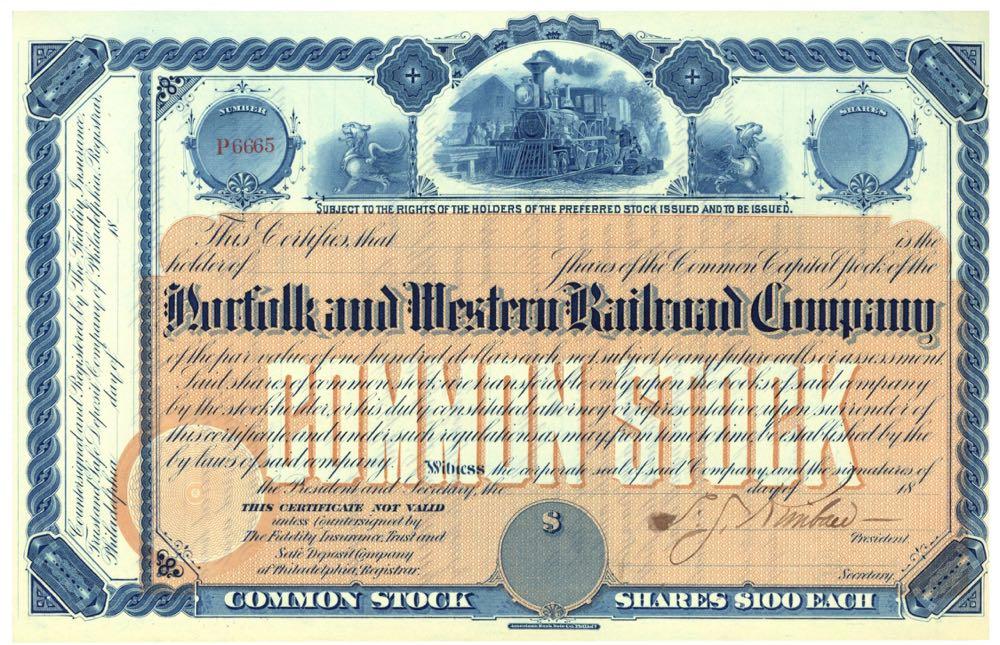 NUMBER
P6665
SHARES
SUBJECT TO THE RIGHTS OF THE HOLDERS OF THE PREFERRED STOCK ISSUED AND TO BE ISSUED.
This Certifies, that is the
holder of Shares of the Common Capital Stock of the
Norfolk and Western Railroad Company
of the par value of one hundred dollars each, not subject to any future calls or assessment.
Said shares of common stock are transferable only upon the books of said company
by the stockholder, or his duly constituted attorney or representative, upon surrender of
this certificate, and under such regulations as may from time to time, be established by the
by laws of said company. Witness the corporate seal of said Company, and the signatures of
the President and Secretary, the day of 18
COMMON STOCK
THIS CERTIFICATE NOT VALID
unless Countersigned by
The Fidelity Insurance, Trust and
Safe Deposit Company
of Philadelphia, Registrar.
$
President
Secretary
COMMON STOCK
SHARES $100 EACH
American Bank Note Co. Philad'a
Countersigned and Registered by The Fidelity, Insurance,
Trust and Safe Deposit Company of Philadelphia, Registrar.
Philadelphia day of 18